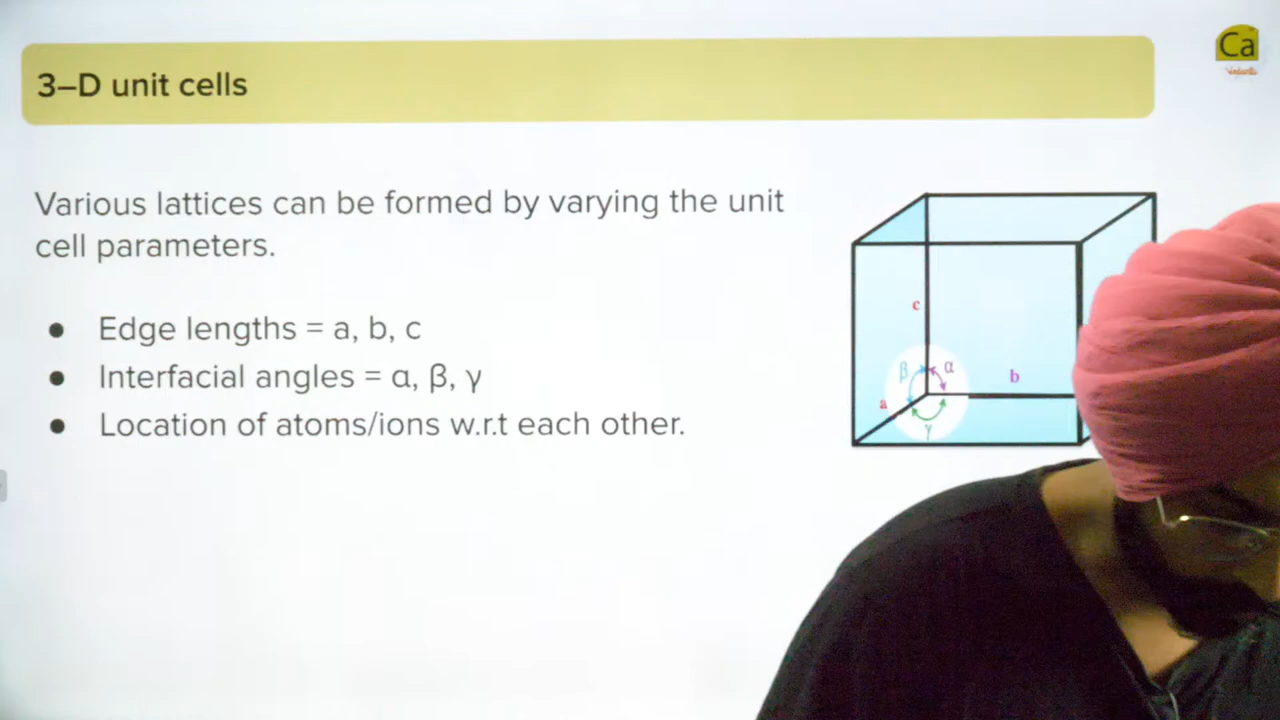 3–D unit cells
Ca
Vedantu
Various lattices can be formed by varying the unit
cell parameters.
● Edge lengths = a, b, c
● Interfacial angles = α, β, γ
● Location of atoms/ions w.r.t each other.
c
β
α
b
a
γ